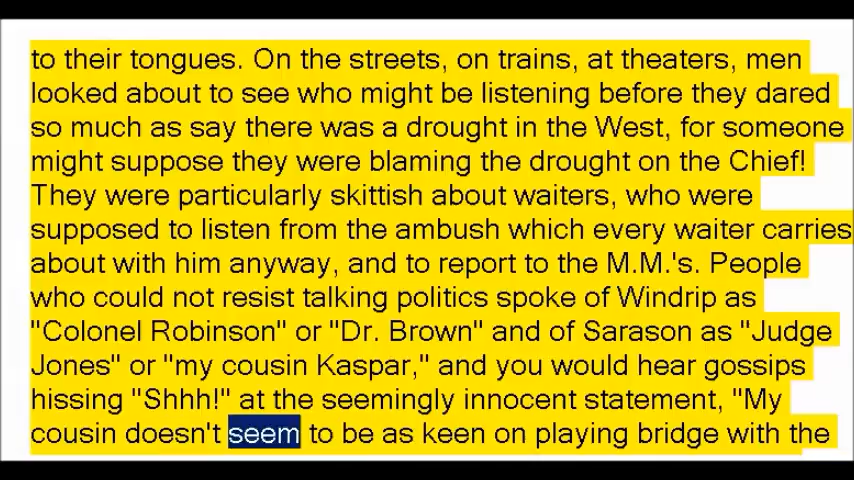 to their tongues. On the streets, on trains, at theaters, men
looked about to see who might be listening before they dared
so much as say there was a drought in the West, for someone
might suppose they were blaming the drought on the Chief!
They were particularly skittish about waiters, who were
supposed to listen from the ambush which every waiter carries
about with him anyway, and to report to the M.M.'s. People
who could not resist talking politics spoke of Windrip as
"Colonel Robinson" or "Dr. Brown" and of Sarason as "Judge
Jones" or "my cousin Kaspar," and you would hear gossips
hissing "Shhh!" at the seemingly innocent statement, "My
cousin doesn't seem to be as keen on playing bridge with the